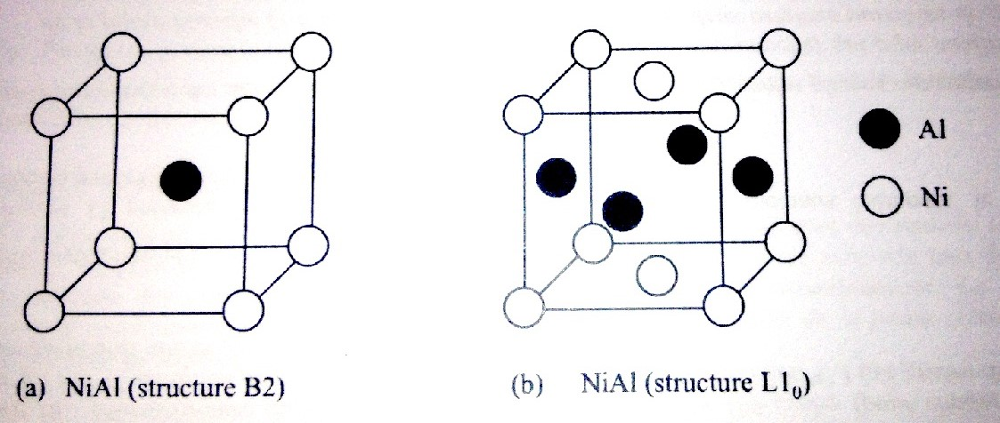 Al
Ni
(a) NiAl (structure B2)
(b) NiAl (structure L1₀)